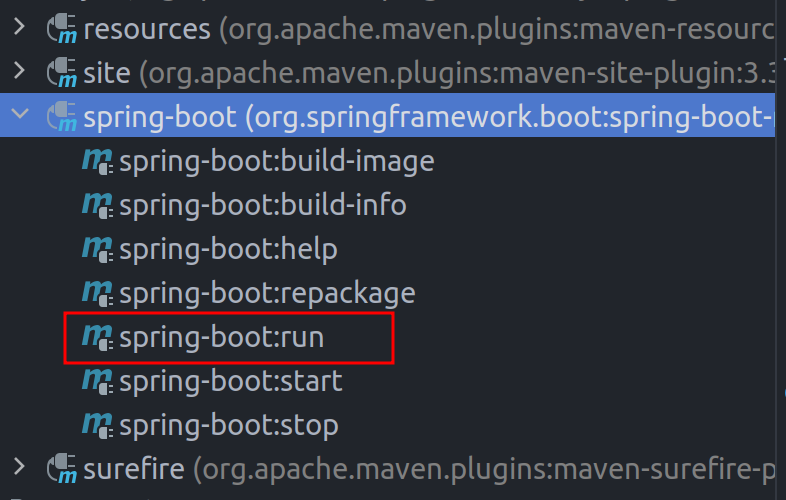 resources (org.apache.maven.plugins:maven-resourc
site (org.apache.maven.plugins:maven-site-plugin:3.3
spring-boot (org.springframework.boot:spring-boot-
spring-boot:build-image
spring-boot:build-info
spring-boot:help
spring-boot:repackage
spring-boot:run
spring-boot:start
spring-boot:stop
surefire (org.apache.maven.plugins:maven-surefire-p